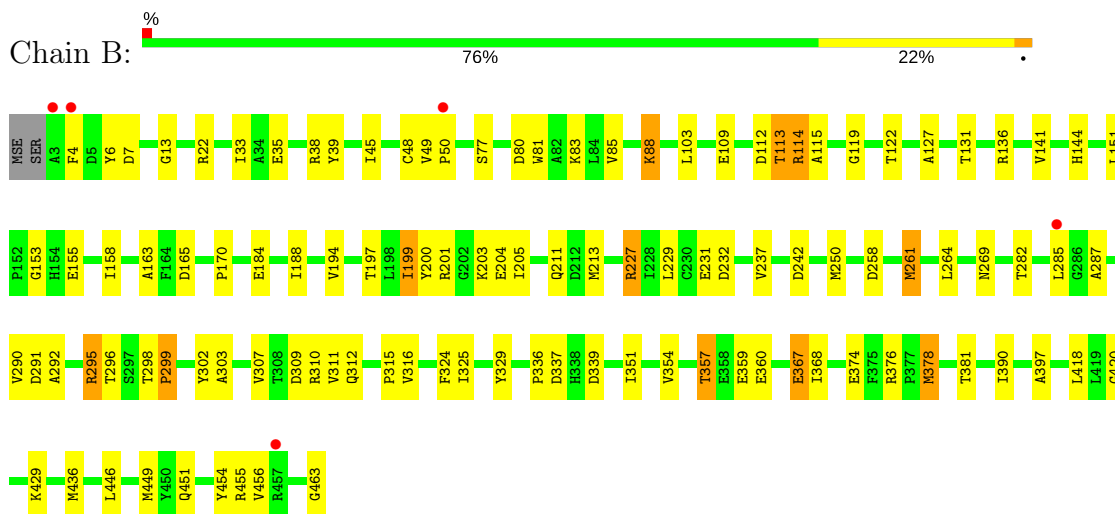 %
Chain B:
76% 22% •
MSE SER A3 F4 D5 Y6 D7 G13 R22 I33 A34 E35 R38 Y39 I45 C48 V49 P50 S77 D80 W81 A82 K83 L84 V85 K88 L103 E109 D112 T113 R114 A115 G119 T122 A127 T131 R136 V141 H144 L151
P152 G153 H154 E155 I158 A163 F164 D165 P170 E184 I188 V194 T197 L198 I199 Y200 R201 G202 K203 E204 I205 Q211 D212 M213 R227 I228 L229 C230 E231 D232 V237 D242 M250 D258 M261 L264 N269 T282 L285 G286 A287
V290 D291 A292 R295 T296 S297 T298 P299 Y302 A303 V307 T308 D309 R310 V311 Q312 P315 V316 F324 I325 Y329 P336 D337 H338 D339 I351 V354 T357 E358 E359 E360 E367 I368 E374 F375 R376 P377 M378 T381 I390 A397 L418 L419 G420
K429 M436 L446 M449 Y450 Q451 Y454 R455 V456 R457 G463